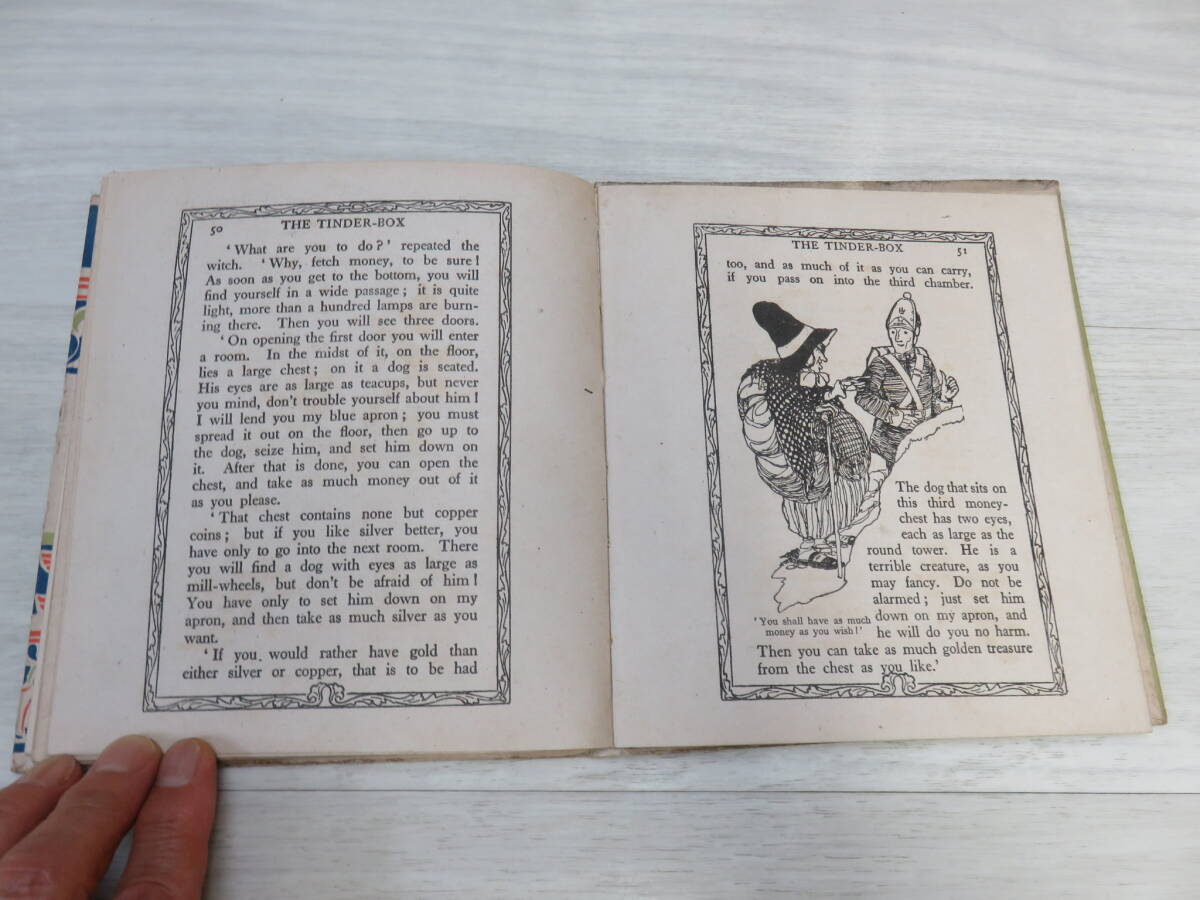 50 THE TINDER-BOX
‘What are you to do?’ repeated the
witch. ‘Why, fetch money, to be sure!
As soon as you get to the bottom, you will
find yourself in a wide passage; it is quite
light, more than a hundred lamps are burn-
ing there. Then you will see three doors.
‘On opening the first door you will enter
a room. In the midst of it, on the floor,
lies a large chest; on it a dog is seated.
His eyes are as large as teacups, but never
you mind, don’t trouble yourself about him!
I will lend you my blue apron; you must
spread it out on the floor, then go up to
the dog, seize him, and set him down on
it. After that is done, you can open the
chest, and take as much money out of it
as you please.
‘That chest contains none but copper
coins; but if you like silver better, you
have only to go into the next room. There
you will find a dog with eyes as large as
mill-wheels, but don’t be afraid of him!
You have only to set him down on my
apron, and then take as much silver as you
want.
‘If you would rather have gold than
either silver or copper, that is to be had
THE TINDER-BOX 51
too, and as much of it as you can carry,
if you pass on into the third chamber.
The dog that sits on
this third money-
chest has two eyes,
each as large as the
round tower. He is a
terrible creature, as you
may fancy. Do not be
alarmed; just set him
down on my apron, and
he will do you no harm.
Then you can take as much golden treasure
from the chest as you like.’
‘You shall have as much
money as you wish!’